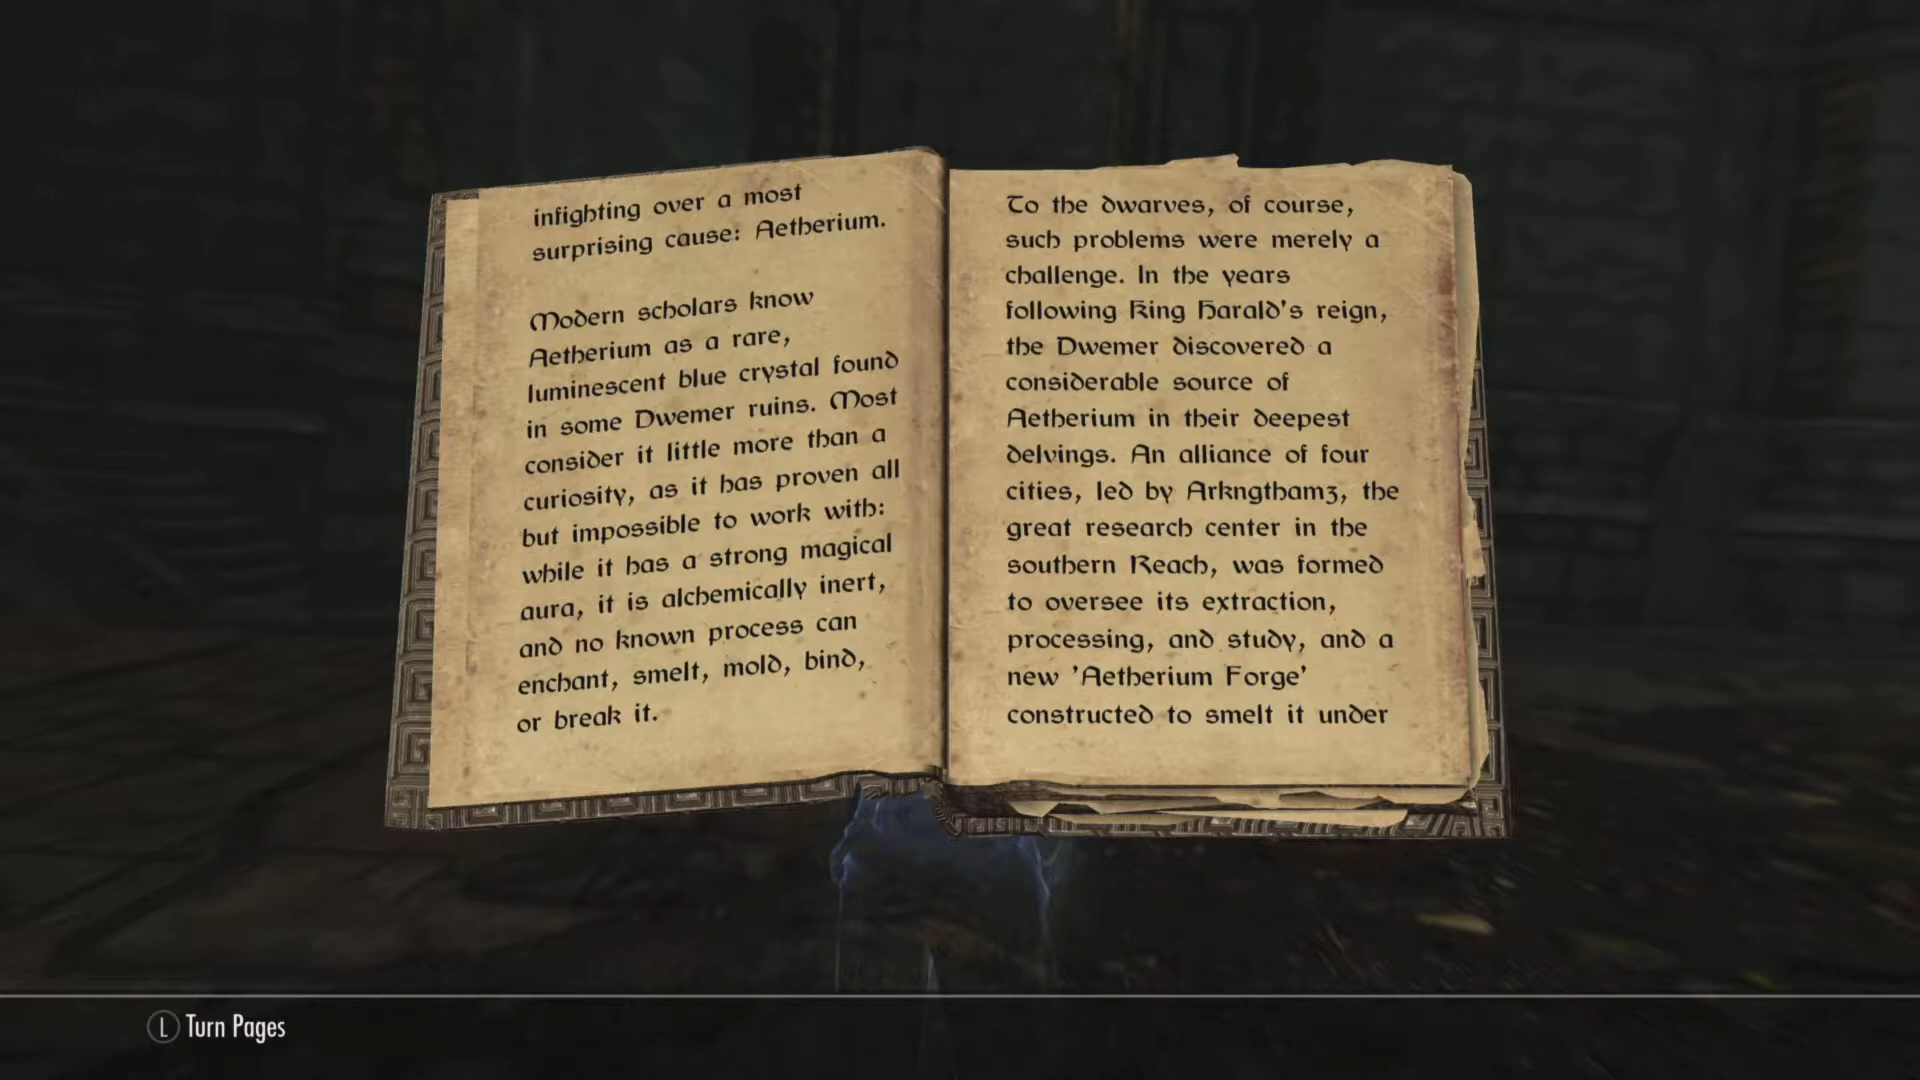 infighting over a most
surprising cause: Aetherium.
Modern scholars know
Aetherium as a rare,
luminescent blue crystal found
in some Dwemer ruins. Most
consider it little more than a
curiosity, as it has proven all
but impossible to work with:
while it has a strong magical
aura, it is alchemically inert,
and no known process can
enchant, smelt, mold, bind,
or break it.
To the dwarves, of course,
such problems were merely a
challenge. In the years
following King Harald's reign,
the Dwemer discovered a
considerable source of
Aetherium in their deepest
delvings. An alliance of four
cities, led by Arkngthamz, the
great research center in the
southern Reach, was formed
to oversee its extraction,
processing, and study, and a
new 'Aetherium Forge'
constructed to smelt it under
L Turn Pages